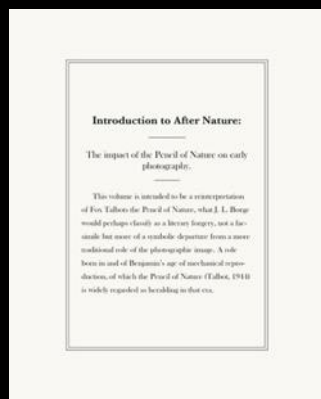 Introduction to After Nature:
The impact of the Pencil of Nature on early
photography.
This volume is intended to be a reinterpretation
of Fox Talbots the Pencil of Nature, what J. L. Borge
would perhaps classify as a literary forgery, not a fac-
simile but more of a symbolic departure from a more
traditional role of the photographic image. A role
born in and of Benjamin's age of mechanical repro-
duction, of which the Pencil of Nature (Talbot, 1944)
is widely regarded as heralding in that era.